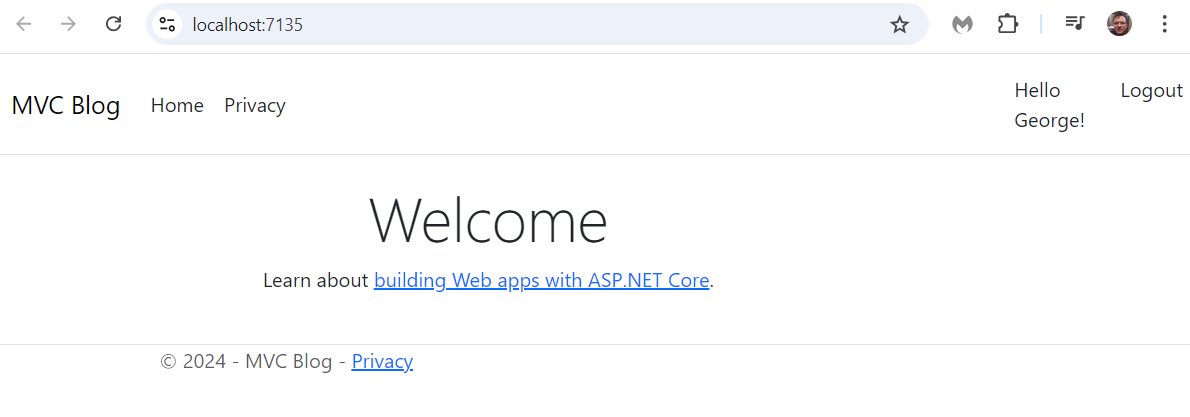 localhost:7135
MVC Blog Home Privacy Hello George! Logout
Welcome
Learn about building Web apps with ASP.NET Core.
© 2024 - MVC Blog - Privacy